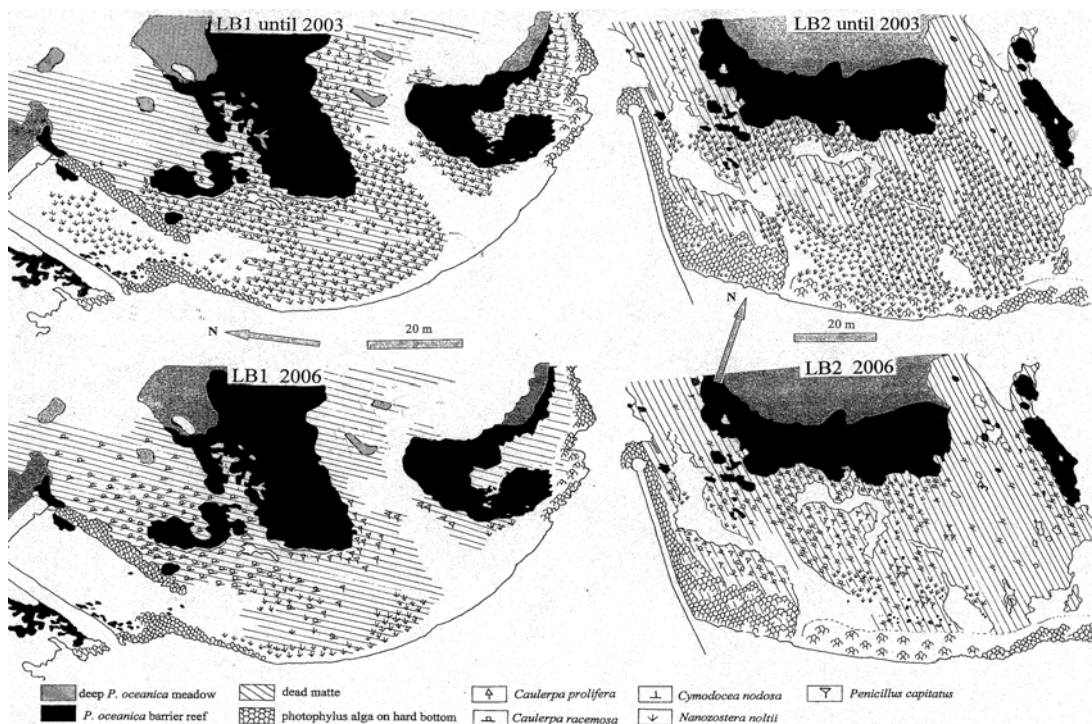 LB1 until 2003
LB2 until 2003
N
20 m
N
20 m
LB1 2006
LB2 2006
deep P. oceanica meadow
dead matte
Caulerpa prolifera
Cymodocea nodosa
Penicillus capitatus
P. oceanica barrier reef
photophylus alga on hard bottom
Caulerpa racemosa
Nanozostera noltii